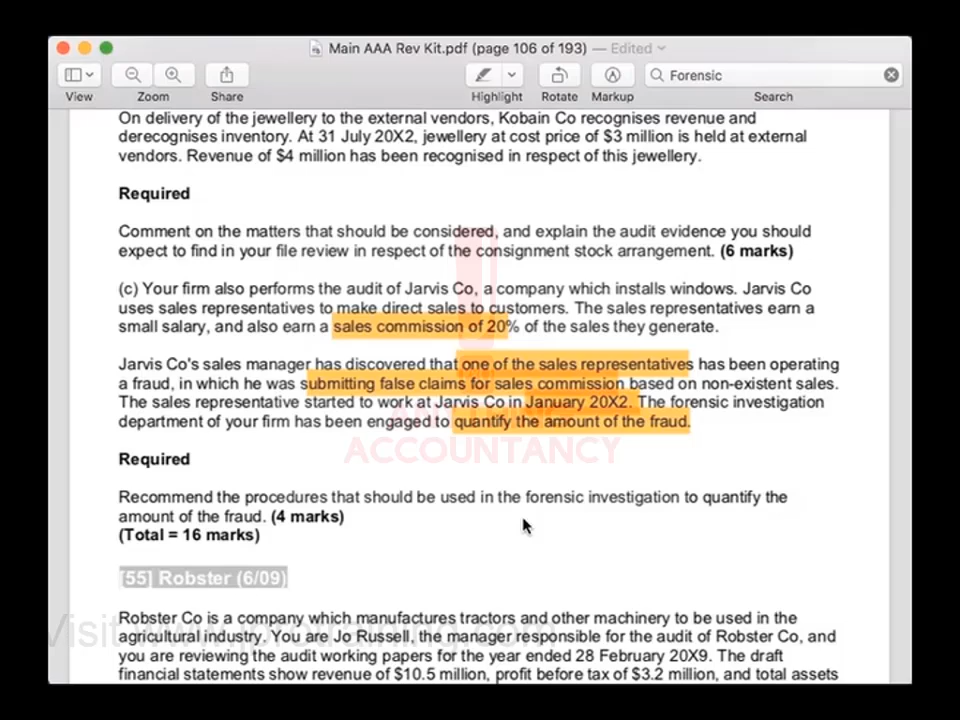 Main AAA Rev Kit.pdf (page 106 of 193) — Edited
Forensic
View
Zoom
Share
Highlight
Rotate
Markup
Search
On delivery of the jewellery to the external vendors, Kobain Co recognises revenue and
derecognises inventory. At 31 July 20X2, jewellery at cost price of $3 million is held at external
vendors. Revenue of $4 million has been recognised in respect of this jewellery.
Required
Comment on the matters that should be considered, and explain the audit evidence you should
expect to find in your file review in respect of the consignment stock arrangement. (6 marks)
(c) Your firm also performs the audit of Jarvis Co, a company which installs windows. Jarvis Co
uses sales representatives to make direct sales to customers. The sales representatives earn a
small salary, and also earn a sales commission of 20% of the sales they generate.
Jarvis Co's sales manager has discovered that one of the sales representatives has been operating
a fraud, in which he was submitting false claims for sales commission based on non-existent sales.
The sales representative started to work at Jarvis Co in January 20X2. The forensic investigation
department of your firm has been engaged to quantify the amount of the fraud.
ACCOUNTANCY
Required
Recommend the procedures that should be used in the forensic investigation to quantify the
amount of the fraud. (4 marks)
(Total = 16 marks)
[55] Robster (6/09)
Robster Co is a company which manufactures tractors and other machinery to be used in the
Visit www.jprotraining.com
agricultural industry. You are Jo Russell, the manager responsible for the audit of Robster Co, and
you are reviewing the audit working papers for the year ended 28 February 20X9. The draft
financial statements show revenue of $10.5 million, profit before tax of $3.2 million, and total assets